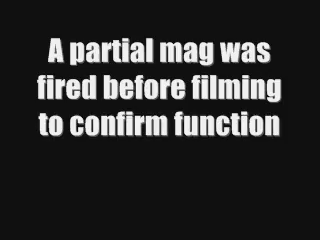 A partial mag was
fired before filming
to confirm function